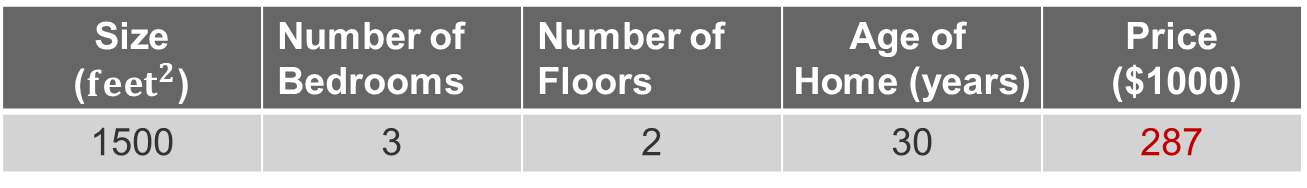 Size (feet²) Number of Bedrooms Number of Floors Age of Home (years) Price ($1000)
1500 3 2 30 287